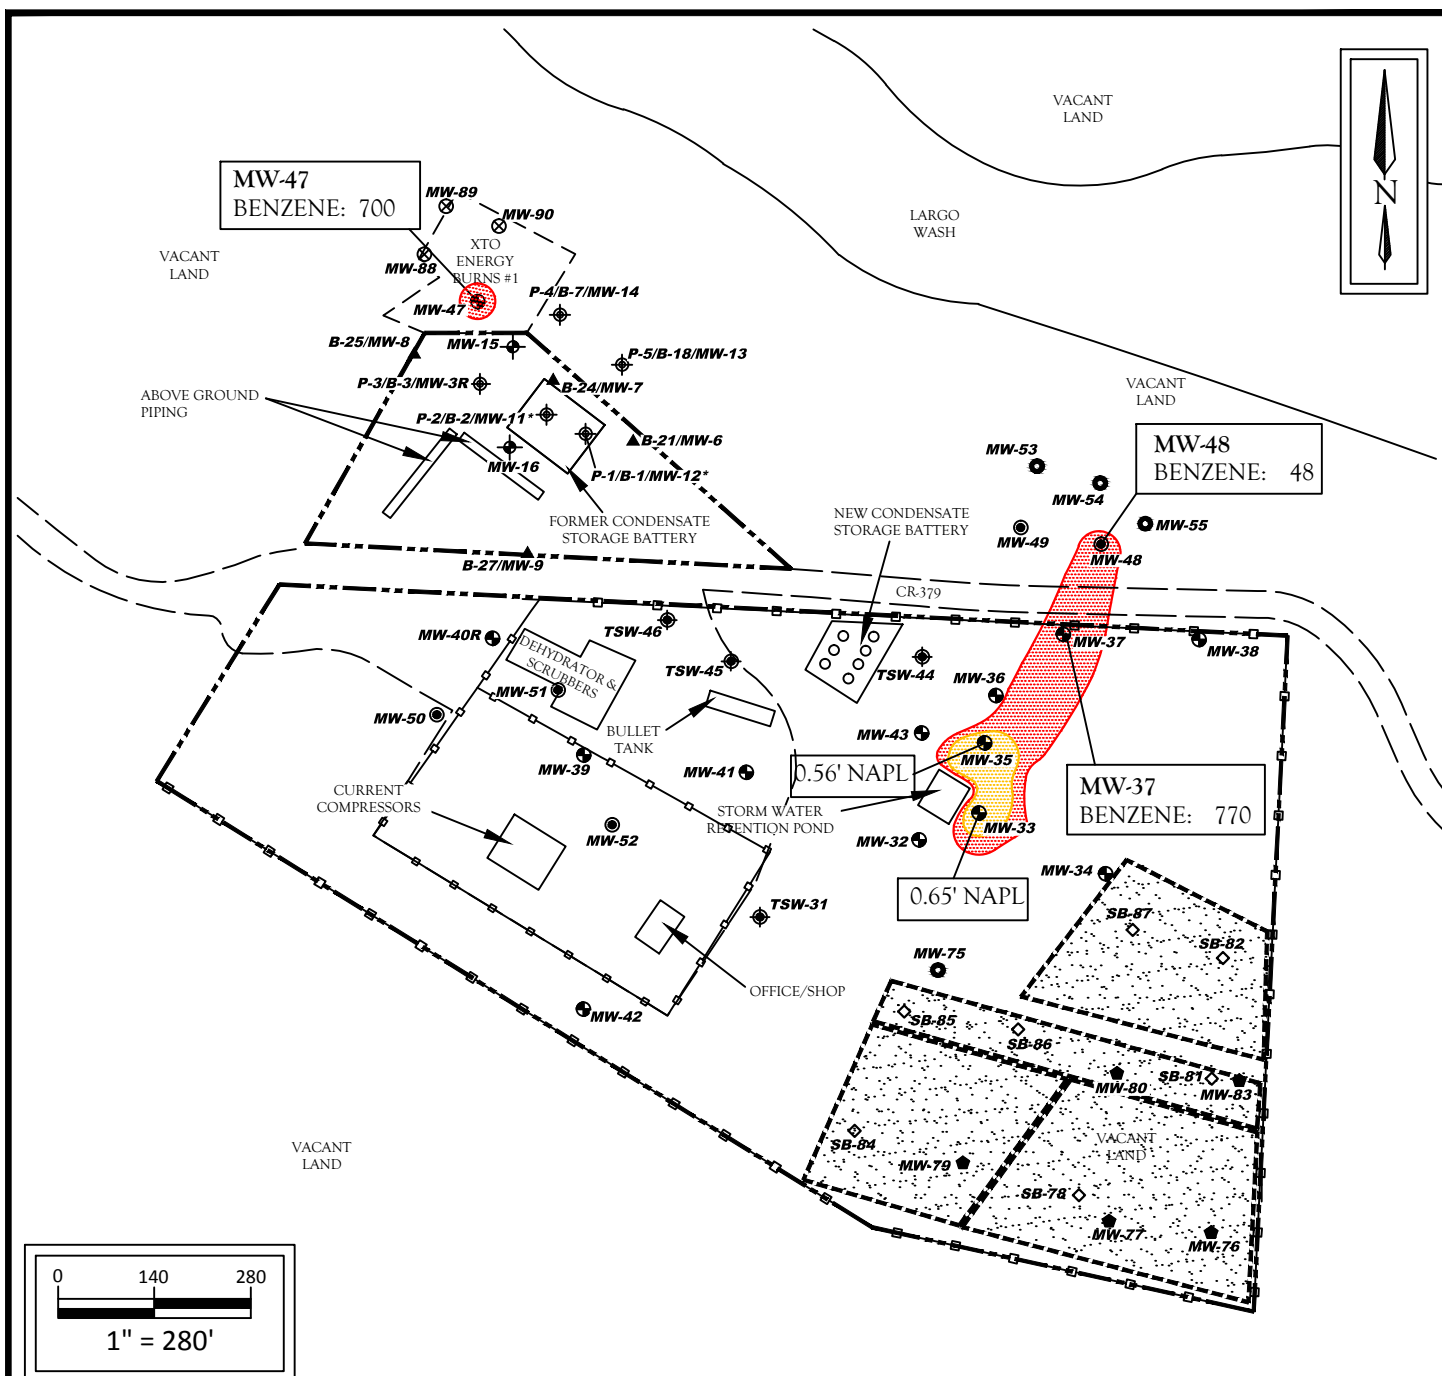 VACANT
LAND
N
MW-47
BENZENE: 700
MW-89
MW-90
LARGO
WASH
XTO
ENERGY
BURNS #1
VACANT
LAND
MW-88
MW-47
P-4/B-7/MW-14
B-25/MW-8
MW-15
P-5/B-18/MW-13
P-3/B-3/MW-3R
B-24/MW-7
VACANT
LAND
ABOVE GROUND
PIPING
P-2/B-2/MW-11*
B-21/MW-6
MW-16
P-1/B-1/MW-12*
MW-48
BENZENE: 48
MW-53
MW-54
FORMER CONDENSATE
STORAGE BATTERY
NEW CONDENSATE
STORAGE BATTERY
MW-49
MW-55
MW-48
B-27/MW-9
CR-379
MW-40R
TSW-46
DEHYDRATOR &
SCRUBBERS
MW-37
MW-38
TSW-45
TSW-44
MW-51
MW-36
MW-50
BULLET
TANK
MW-43
MW-39
MW-41
0.56' NAPL
MW-35
MW-37
BENZENE: 770
CURRENT
COMPRESSORS
STORM WATER
RETENTION POND
MW-33
MW-52
MW-32
MW-34
0.65' NAPL
TSW-31
SB-87
SB-82
MW-75
OFFICE/SHOP
MW-42
SB-85
SB-86
MW-80
SB-81
MW-83
SB-84
VACANT
LAND
VACANT
LAND
MW-79
SB-78
MW-77
MW-76
0 140 280
1" = 280'